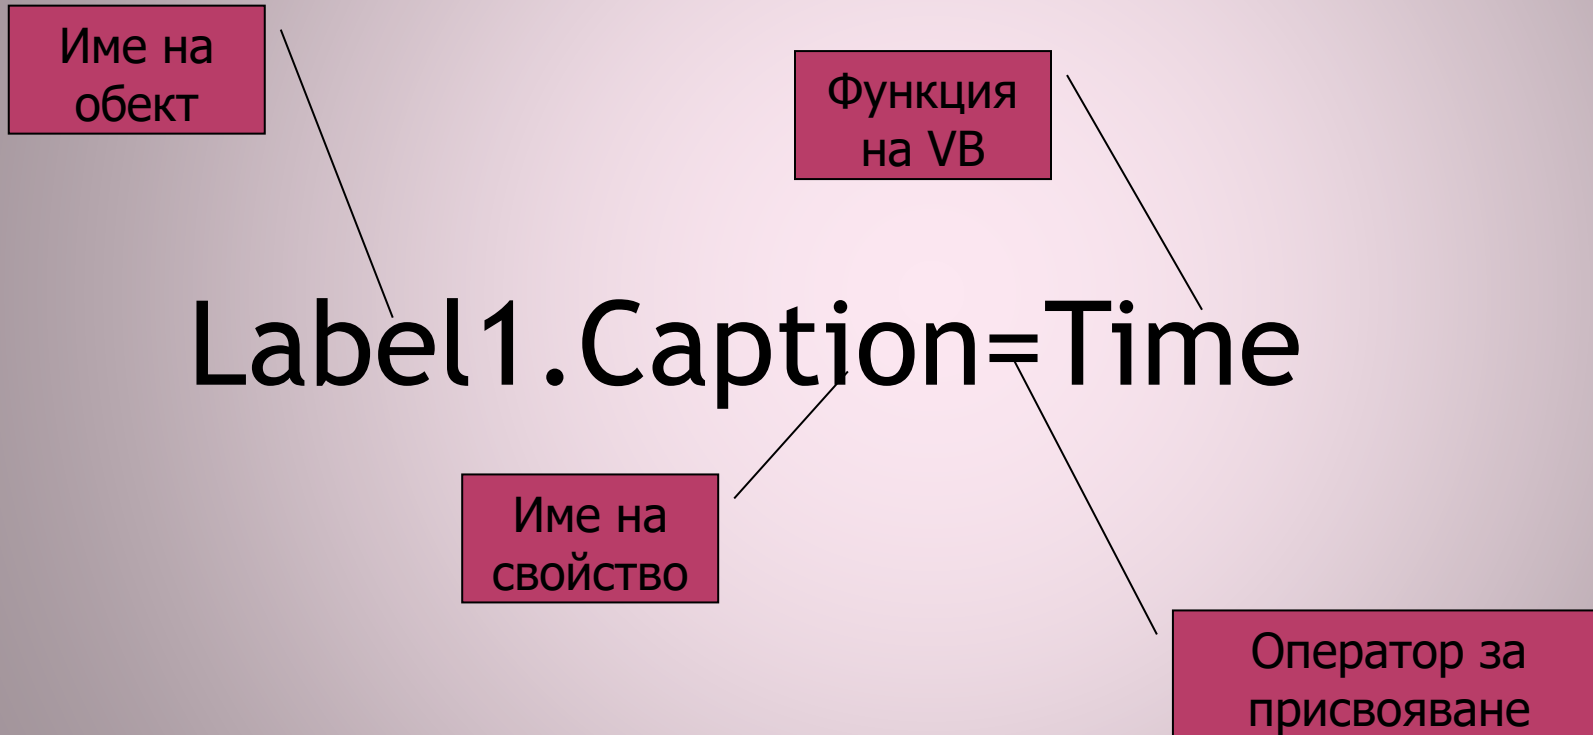 Име на
обект
Функция
на VB
Label1.Caption=Time
Име на
свойство
Оператор за
присвояване